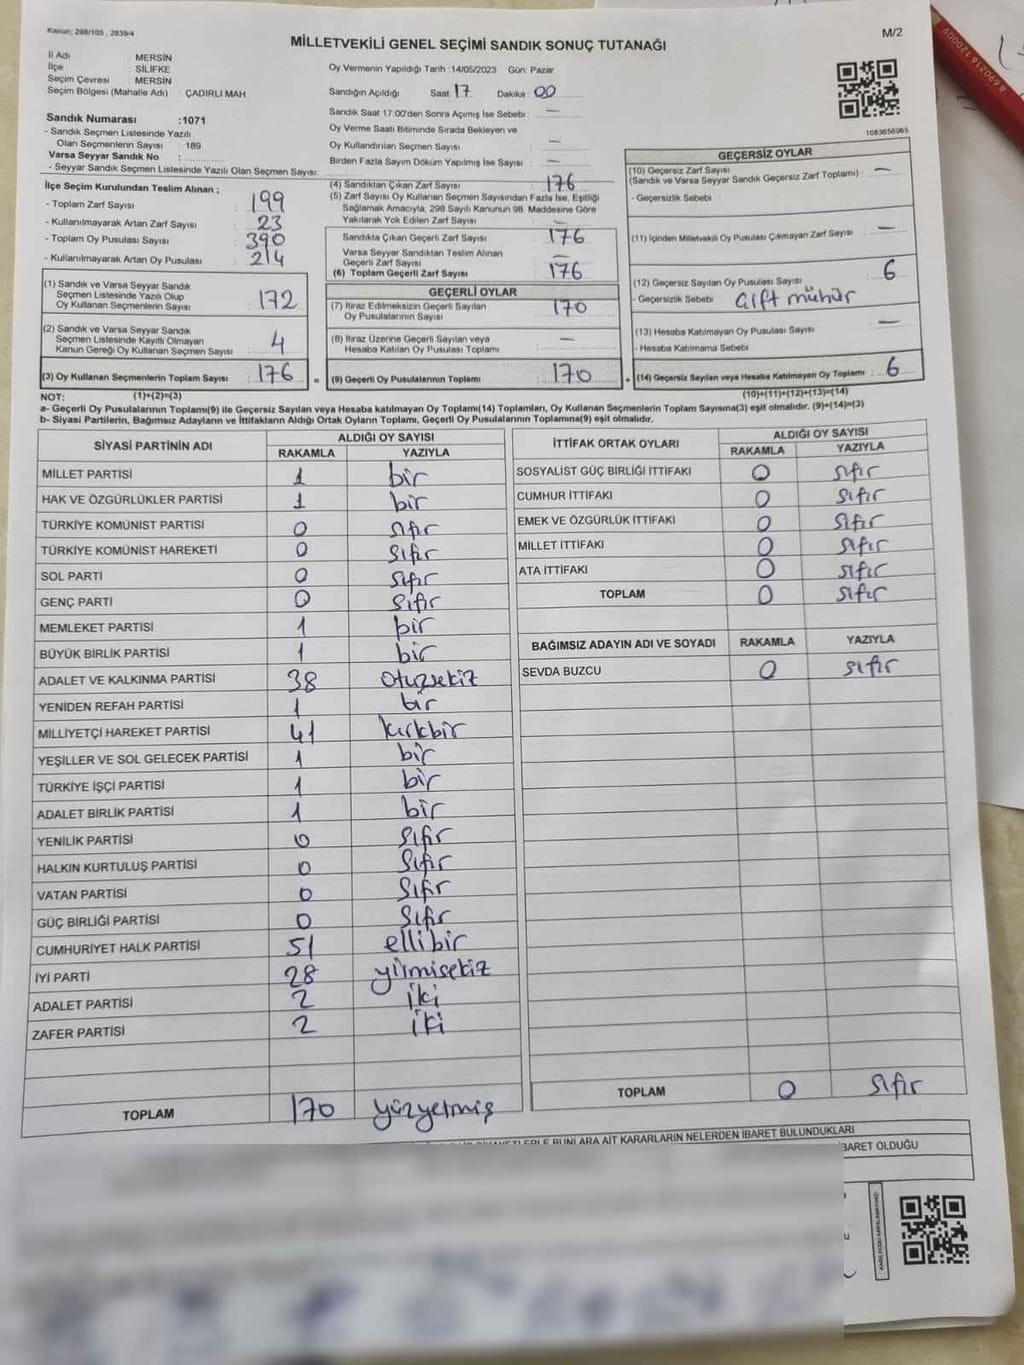 Kanun: 298/105 , 2839/4
M/2
MİLLETVEKİLİ GENEL SEÇİMİ SANDIK SONUÇ TUTANAĞI
İl Adı : MERSİN
İlçe : SİLİFKE
Seçim Çevresi : MERSİN
Seçim Bölgesi (Mahalle Adı) : ÇADIRLI MAH
Sandık Numarası :1071
- Sandık Seçmen Listesinde Yazılı
Olan Seçmenlerin Sayısı : 189
Varsa Seyyar Sandık No :
- Seyyar Sandık Seçmen Listesinde Yazılı Olan Seçmen Sayısı:
Oy Vermenin Yapıldığı Tarih :14/05/2023 Gün: Pazar
Sandığın Açıldığı Saat: 17 Dakika: 00
Sandık Saat 17:00'den Sonra Açımış İse Sebebi : —
Oy Verme Saati Bitiminde Sırada Bekleyen ve
Oy Kullandırılan Seçmen Sayısı : —
Birden Fazla Sayım Döküm Yapılmış İse Sayısı : —
1083656965
İlçe Seçim Kurulundan Teslim Alınan ;
- Toplam Zarf Sayısı : 199
- Kullanılmayarak Artan Zarf Sayısı : 23
- Toplam Oy Pusulası Sayısı : 390
- Kullanılmayarak Artan Oy Pusulası : 214
(1) Sandık ve Varsa Seyyar Sandık
Seçmen Listesinde Yazılı Olup
Oy Kullanan Seçmenlerin Sayısı : 172
(2) Sandık ve Varsa Seyyar Sandık
Seçmen Listesinde Kayıtlı Olmayan
Kanun Gereği Oy Kullanan Seçmen Sayısı : 4
(3) Oy Kullanan Seçmenlerin Toplam Sayısı : 176 =
(1)+(2)=(3)
(4) Sandıktan Çıkan Zarf Sayısı : 176
(5) Zarf Sayısı Oy Kullanan Seçmen Sayısından Fazla İse, Eşitliği
Sağlamak Amacıyla, 298 Sayılı Kanunun 98. Maddesine Göre
Yakılarak Yok Edilen Zarf Sayısı : —
Sandıkta Çıkan Geçerli Zarf Sayısı : 176
Varsa Seyyar Sandıktan Teslim Alınan
Geçerli Zarf Sayısı : —
(6) Toplam Geçerli Zarf Sayısı : 176
GEÇERLİ OYLAR
(7) İtiraz Edilmeksizin Geçerli Sayılan
Oy Pusulalarının Sayısı : 170
(8) İtiraz Üzerine Geçerli Sayılan veya
Hesaba Katılan Oy Pusulası Toplamı : —
(9) Geçerli Oy Pusulalarının Toplamı : 170 +
GEÇERSİZ OYLAR
(10) Geçersiz Zarf Sayısı
(Sandık ve Varsa Seyyar Sandık Geçersiz Zarf Toplamı) : —
- Geçersizlik Sebebi :
(11) İçinden Milletvekili Oy Pusulası Çıkmayan Zarf Sayısı : —
(12) Geçersiz Sayılan Oy Pusulası Sayısı : 6
- Geçersizlik Sebebi : çift mühür
(13) Hesaba Katılmayan Oy Pusulası Sayısı : —
- Hesaba Katılmama Sebebi :
(14) Geçersiz Sayılan veya Hesaba Katılmayan Oy Toplamı : 6
(10)+(11)+(12)+(13)=(14)
NOT:
a- Geçerli Oy Pusulalarının Toplamı(9) ile Geçersiz Sayılan veya Hesaba katılmayan Oy Toplamı(14) Toplamları, Oy Kullanan Seçmenlerin Toplam Sayısına(3) eşit olmalıdır. (9)+(14)=(3)
b- Siyasi Partilerin, Bağımsız Adayların ve İttifakların Aldığı Ortak Oyların Toplamı, Geçerli Oy Pusulalarının Toplamına(9) eşit olmalıdır.
SİYASİ PARTİNİN ADI ALDIĞI OY SAYISI
RAKAMLA YAZIYLA
MİLLET PARTİSİ 1 bir
HAK VE ÖZGÜRLÜKLER PARTİSİ 1 bir
TÜRKİYE KOMÜNİST PARTİSİ 0 sıfır
TÜRKİYE KOMÜNİST HAREKETİ 0 sıfır
SOL PARTİ 0 sıfır
GENÇ PARTİ 0 sıfır
MEMLEKET PARTİSİ 1 bir
BÜYÜK BİRLİK PARTİSİ 1 bir
ADALET VE KALKINMA PARTİSİ 38 otuzsekiz
YENİDEN REFAH PARTİSİ 1 bir
MİLLİYETÇİ HAREKET PARTİSİ 41 kırkbir
YEŞİLLER VE SOL GELECEK PARTİSİ 1 bir
TÜRKİYE İŞÇİ PARTİSİ 1 bir
ADALET BİRLİK PARTİSİ 1 bir
YENİLİK PARTİSİ 0 sıfır
HALKIN KURTULUŞ PARTİSİ 0 sıfır
VATAN PARTİSİ 0 sıfır
GÜÇ BİRLİĞİ PARTİSİ 0 sıfır
CUMHURİYET HALK PARTİSİ 51 ellibir
İYİ PARTİ 28 yirmisekiz
ADALET PARTİSİ 2 iki
ZAFER PARTİSİ 2 iki
TOPLAM 170 yüzyetmiş
İTTİFAK ORTAK OYLARI ALDIĞI OY SAYISI
RAKAMLA YAZIYLA
SOSYALİST GÜÇ BİRLİĞİ İTTİFAKI 0 sıfır
CUMHUR İTTİFAKI 0 sıfır
EMEK VE ÖZGÜRLÜK İTTİFAKI 0 sıfır
MİLLET İTTİFAKI 0 sıfır
ATA İTTİFAKI 0 sıfır
TOPLAM 0 sıfır
BAĞIMSIZ ADAYIN ADI VE SOYADI RAKAMLA YAZIYLA
SEVDA BUZCU 0 sıfır
TOPLAM 0 sıfır
BUNLARA AİT KARARLARIN NELERDEN İBARET BULUNDUKLARI
İBARET OLDUĞU